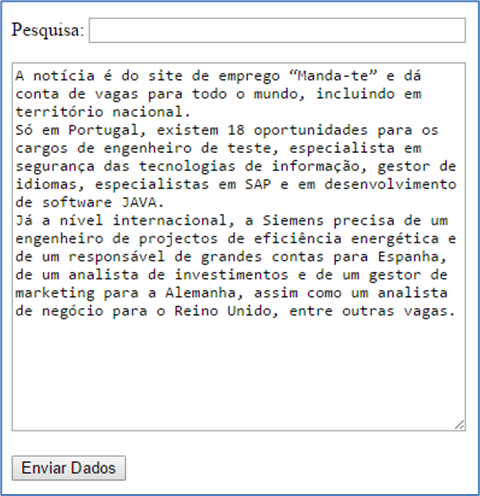 Pesquisa:
A notícia é do site de emprego “Manda-te” e dá
conta de vagas para todo o mundo, incluindo em
território nacional.
Só em Portugal, existem 18 oportunidades para os
cargos de engenheiro de teste, especialista em
segurança das tecnologias de informação, gestor de
idiomas, especialistas em SAP e em desenvolvimento
de software JAVA.
Já a nível internacional, a Siemens precisa de um
engenheiro de projectos de eficiência energética e
de um responsável de grandes contas para Espanha,
de um analista de investimentos e de um gestor de
marketing para a Alemanha, assim como um analista
de negócio para o Reino Unido, entre outras vagas.
Enviar Dados